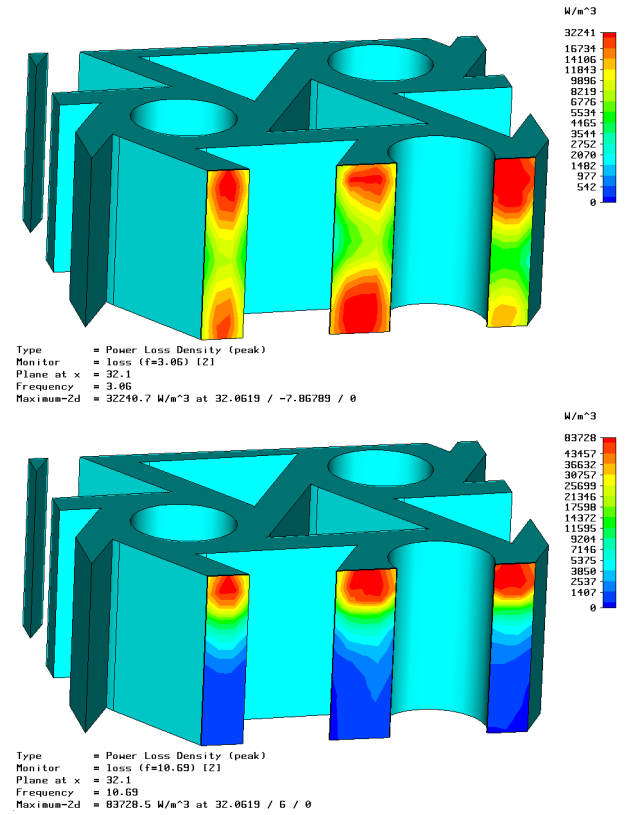 W/m^3
32241
16734
14106
11843
9896
8219
6776
5534
4465
3544
2752
2070
1482
977
542
0
Type = Power Loss Density (peak)
Monitor = loss (f=3.06) [2]
Plane at x = 32.1
Frequency = 3.06
Maximum-2d = 32240.7 W/m^3 at 32.0619 / -7.86789 / 0
W/m^3
83728
43457
36632
30757
25699
21346
17598
14372
11595
9204
7146
5375
3850
2537
1407
0
Type = Power Loss Density (peak)
Monitor = loss (f=10.69) [2]
Plane at x = 32.1
Frequency = 10.69
Maximum-2d = 83728.5 W/m^3 at 32.0619 / 6 / 0